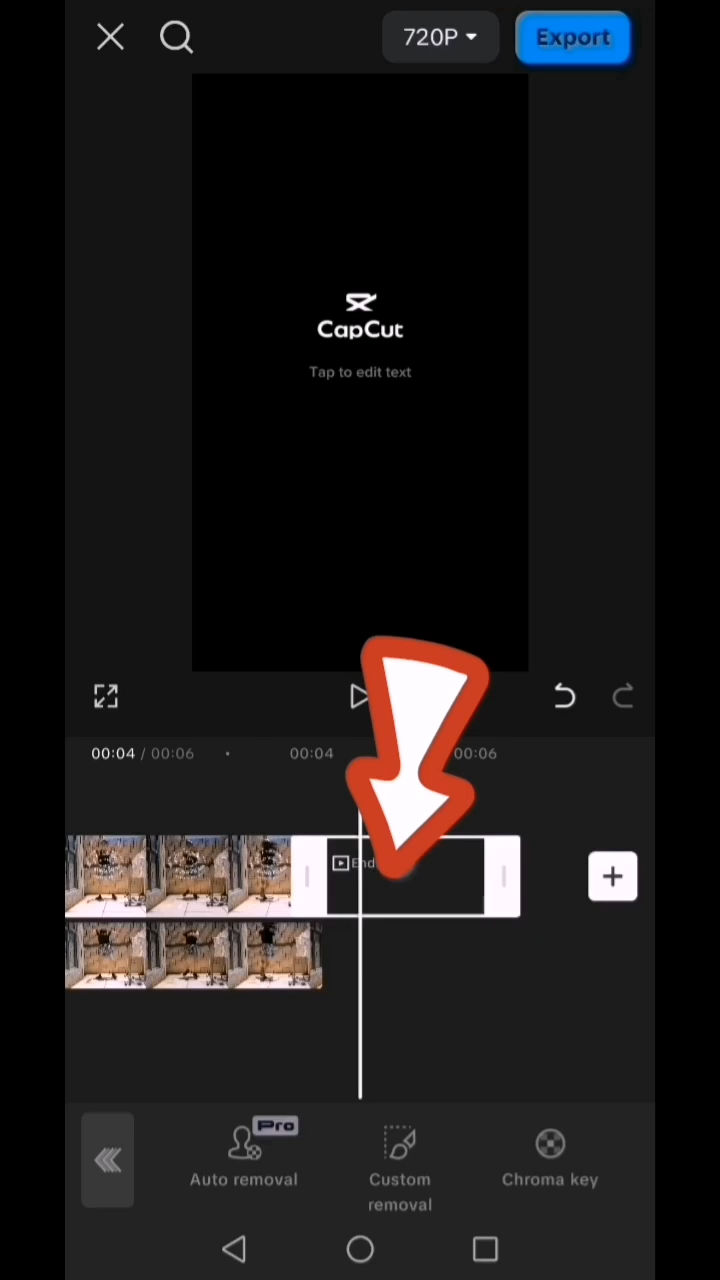 720P
Export
CapCut
Tap to edit text
00:04 / 00:06
00:04
00:06
End
Pro
Auto removal
Custom
removal
Chroma key